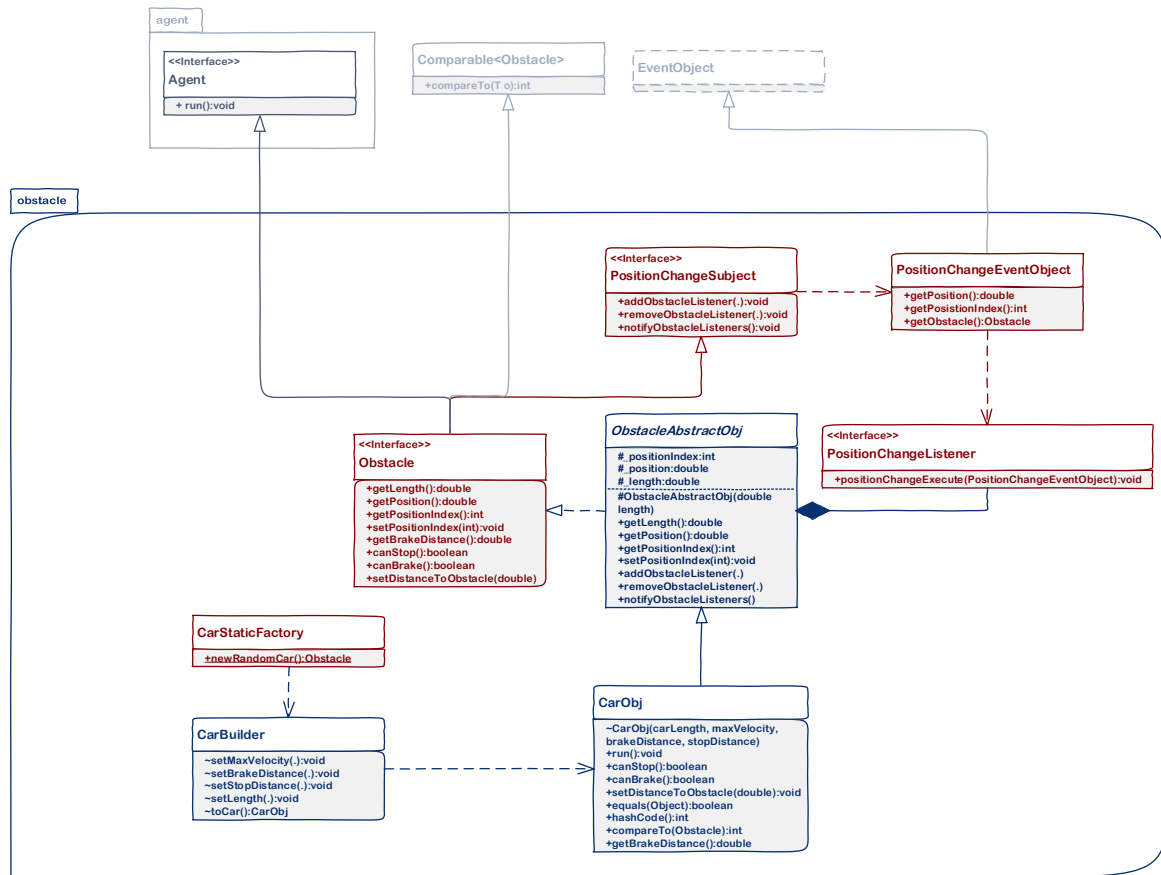 agent
<<Interface>>
Agent
+ run():void
Comparable<Obstacle>
+compareTo(T o):int
EventObject
obstacle
<<Interface>>
PositionChangeSubject
+addObstacleListener(.):void
+removeObstacleListener(.):void
+notifyObstacleListeners():void
PositionChangeEventObject
+getPosition():double
+getPosistionIndex():int
+getObstacle():Obstacle
<<Interface>>
Obstacle
+getLength():double
+getPosition():double
+getPositionIndex():int
+setPositionIndex(int):void
+getBrakeDistance():double
+canStop():boolean
+canBrake():boolean
+setDistanceToObstacle(double)
ObstacleAbstractObj
#_positionIndex:int
#_position:double
#_length:double
#ObstacleAbstractObj(double
length)
+getLength():double
+getPosition():double
+getPositionIndex():int
+setPositionIndex(int):void
+addObstacleListener(.)
+removeObstacleListener(.)
+notifyObstacleListeners()
<<Interface>>
PositionChangeListener
+positionChangeExecute(PositionChangeEventObject):void
CarStaticFactory
+newRandomCar():Obstacle
CarBuilder
~setMaxVelocity(.):void
~setBrakeDistance(.):void
~setStopDistance(.):void
~setLength(.):void
~toCar():CarObj
CarObj
~CarObj(carLength, maxVelocity,
brakeDistance, stopDistance)
+run():void
+canStop():boolean
+canBrake():boolean
+setDistanceToObstacle(double):void
+equals(Object):boolean
+hashCode():int
+compareTo(Obstacle):int
+getBrakeDistance():double